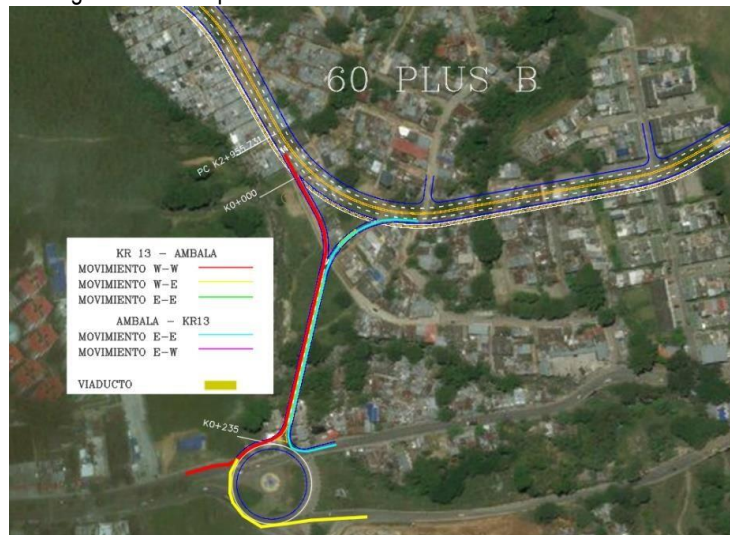 60 PLUS B
PC K2+955.731
K0+000
KR 13 - AMBALA
MOVIMIENTO W-W
MOVIMIENTO W-E
MOVIMIENTO E-E
AMBALA - KR13
MOVIMIENTO E-E
MOVIMIENTO E-W
VIADUCTO
K0+235